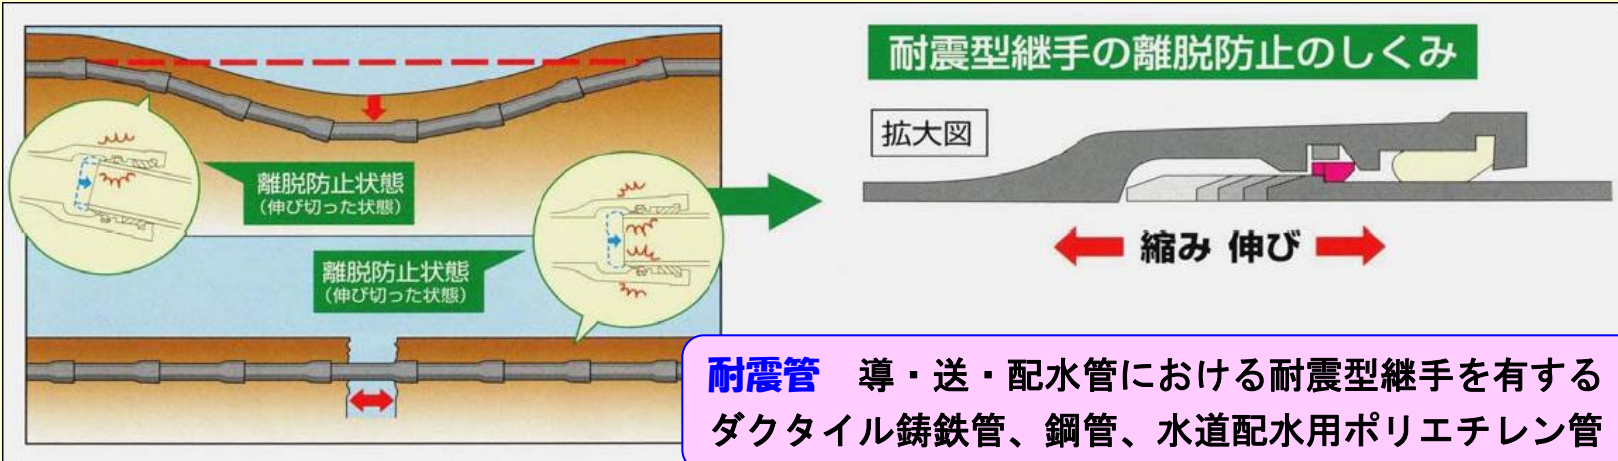 離脱防止状態
(伸び切った状態)
離脱防止状態
(伸び切った状態)
耐震型継手の離脱防止のしくみ
拡大図
縮み 伸び
耐震管 導・送・配水管における耐震型継手を有する
ダクタイル鋳鉄管、鋼管、水道配水用ポリエチレン管